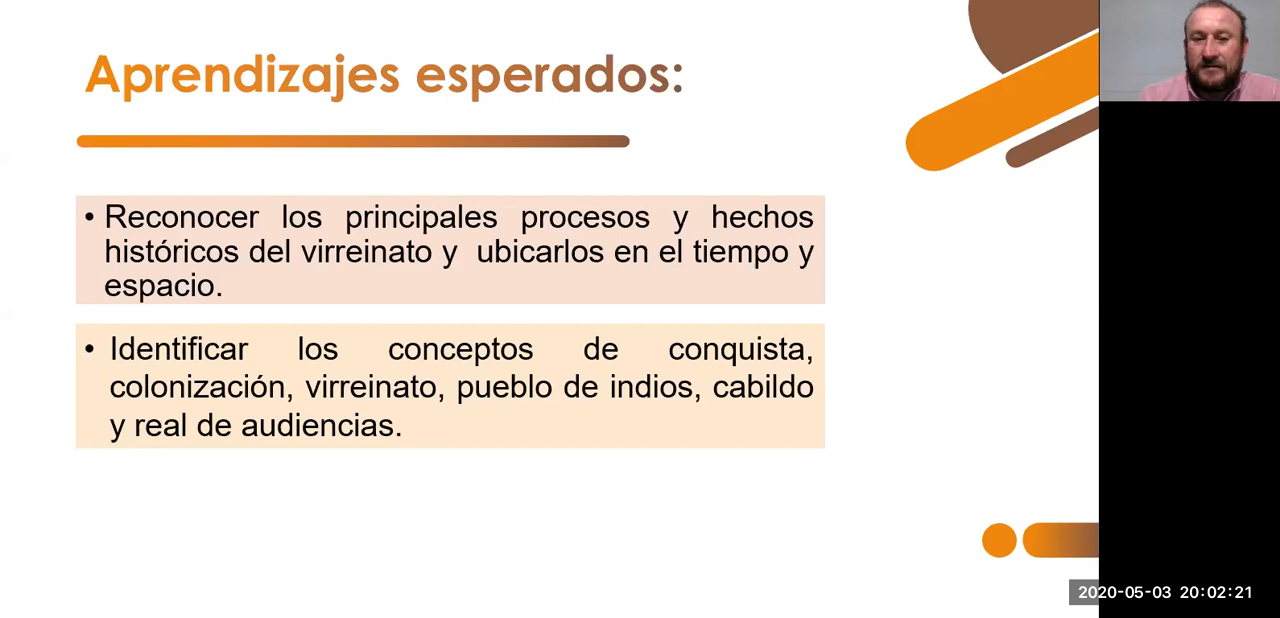 Aprendizajes esperados:
• Reconocer los principales procesos y hechos
históricos del virreinato y ubicarlos en el tiempo y
espacio.
• Identificar los conceptos de conquista,
colonización, virreinato, pueblo de indios, cabildo
y real de audiencias.
2020-05-03 20:02:21